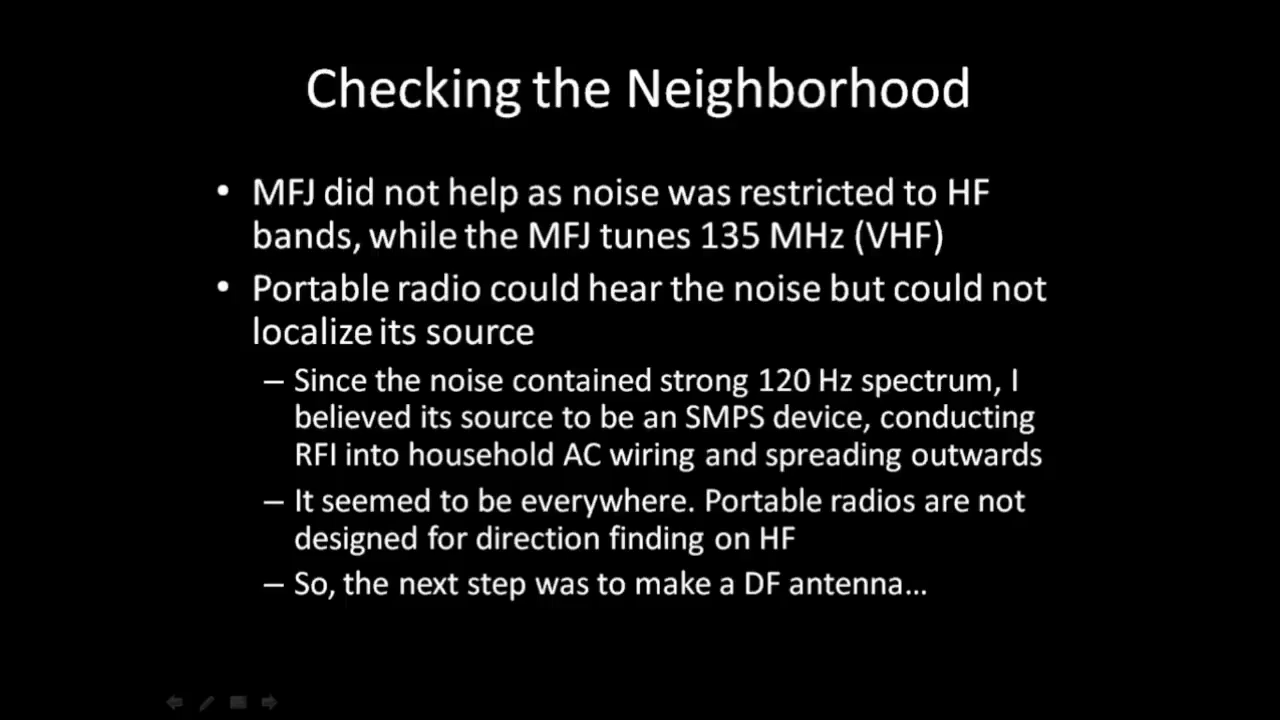 Checking the Neighborhood
• MFJ did not help as noise was restricted to HF
bands, while the MFJ tunes 135 MHz (VHF)
• Portable radio could hear the noise but could not
localize its source
– Since the noise contained strong 120 Hz spectrum, I
believed its source to be an SMPS device, conducting
RFI into household AC wiring and spreading outwards
– It seemed to be everywhere. Portable radios are not
designed for direction finding on HF
– So, the next step was to make a DF antenna…